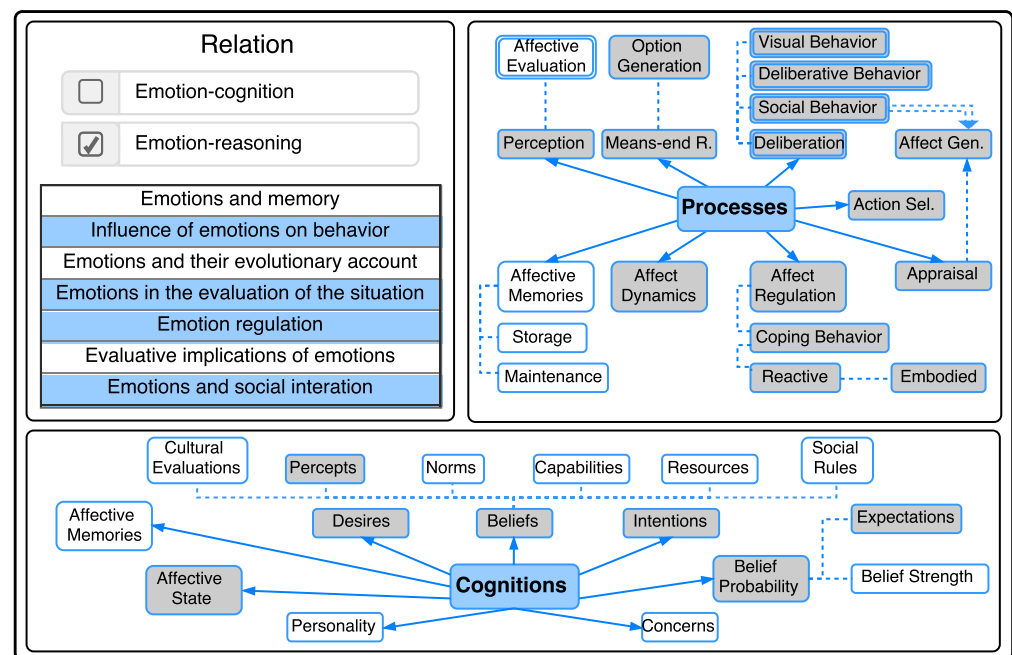 Relation
Emotion-cognition
Emotion-reasoning
Emotions and memory
Influence of emotions on behavior
Emotions and their evolutionary account
Emotions in the evaluation of the situation
Emotion regulation
Evaluative implications of emotions
Emotions and social interation
Affective
Evaluation
Option
Generation
Visual Behavior
Deliberative Behavior
Social Behavior
Perception
Means-end R.
Deliberation
Affect Gen.
Processes
Action Sel.
Affective
Memories
Affect
Dynamics
Affect
Regulation
Appraisal
Storage
Coping Behavior
Maintenance
Reactive
Embodied
Cultural
Evaluations
Percepts
Norms
Capabilities
Resources
Social
Rules
Affective
Memories
Desires
Beliefs
Intentions
Expectations
Affective
State
Cognitions
Belief
Probability
Belief Strength
Personality
Concerns